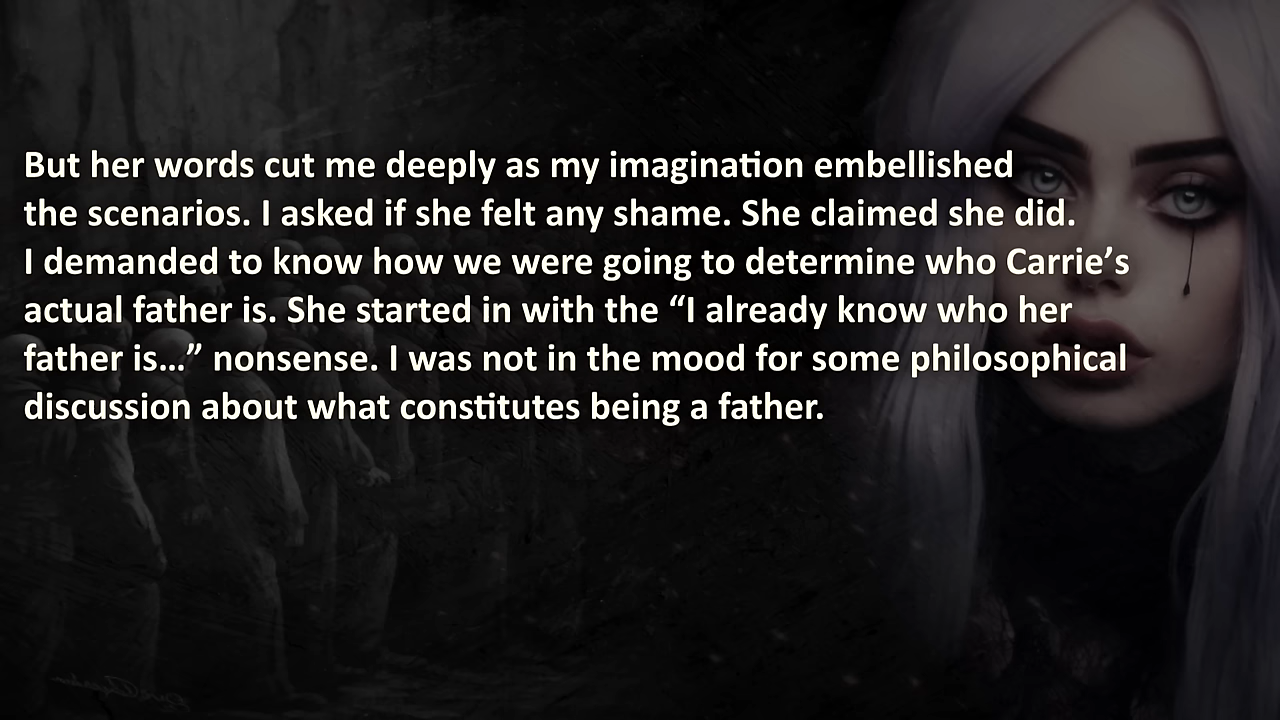 But her words cut me deeply as my imagination embellished
the scenarios. I asked if she felt any shame. She claimed she did.
I demanded to know how we were going to determine who Carrie’s
actual father is. She started in with the “I already know who her
father is…” nonsense. I was not in the mood for some philosophical
discussion about what constitutes being a father.